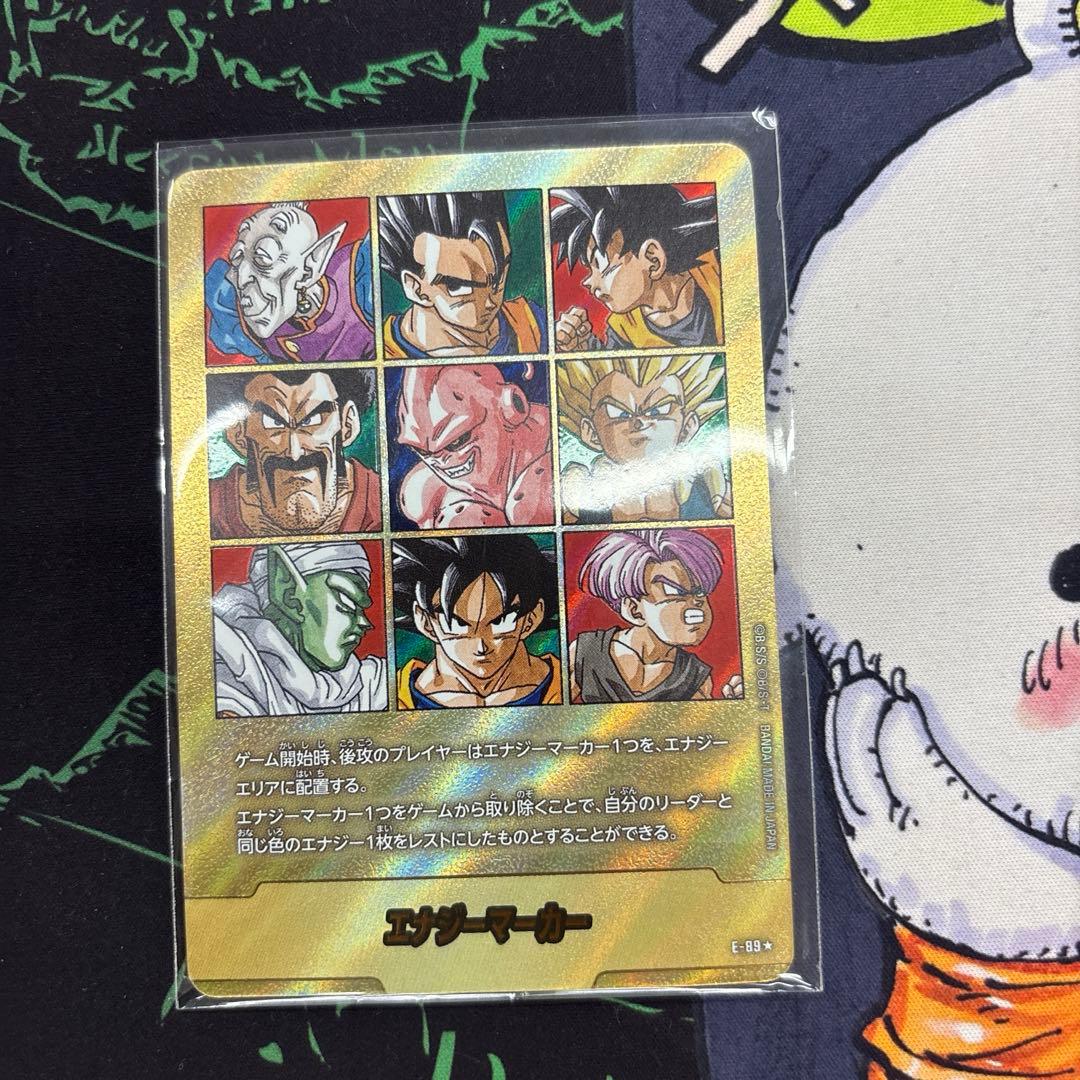 ゲーム開始時、後攻のプレイヤーはエナジーマーカー1つを、エナジー
エリアに配置する。
エナジーマーカー1つをゲームから取り除くことで、自分のリーダーと
同じ色のエナジー1枚をレストにしたものとすることができる。
エナジーマーカー
E-89★
©B/S/S ©B/S･T BANDAI MADE IN JAPAN